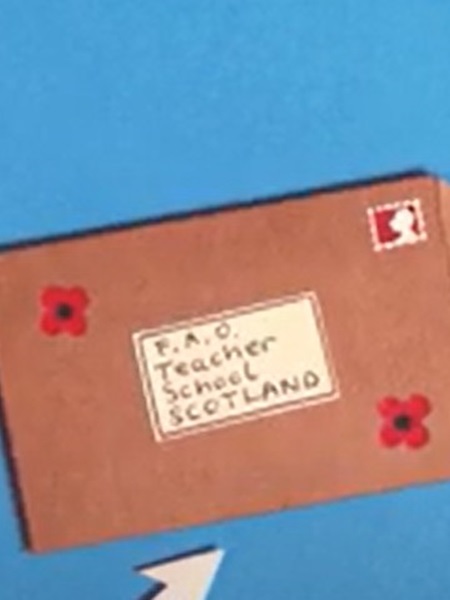 F.A.O.
Teacher
School
SCOTLAND